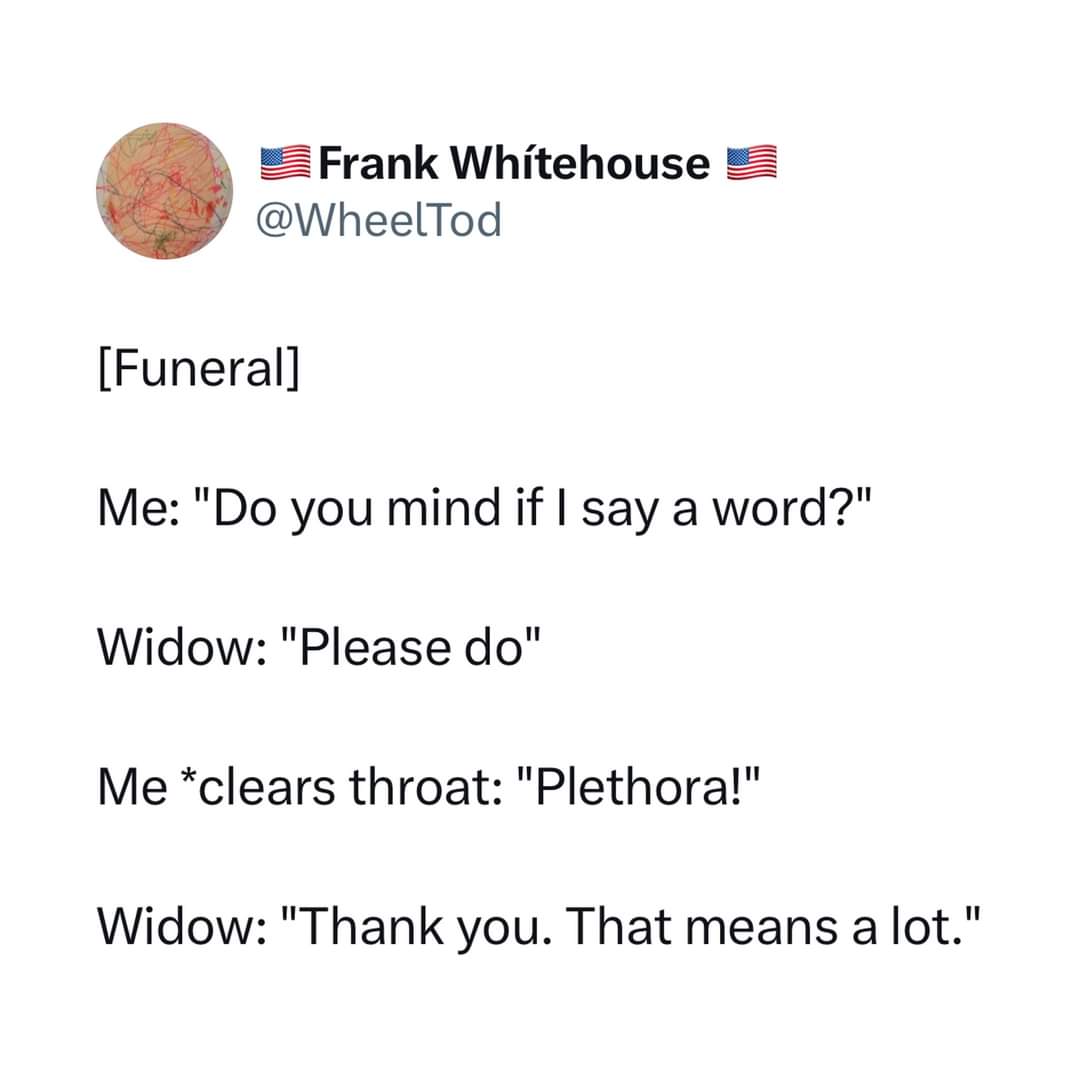 🇺🇸Frank Whítehouse 🇺🇸
@WheelTod
[Funeral]
Me: "Do you mind if I say a word?"
Widow: "Please do"
Me *clears throat: "Plethora!"
Widow: "Thank you. That means a lot."